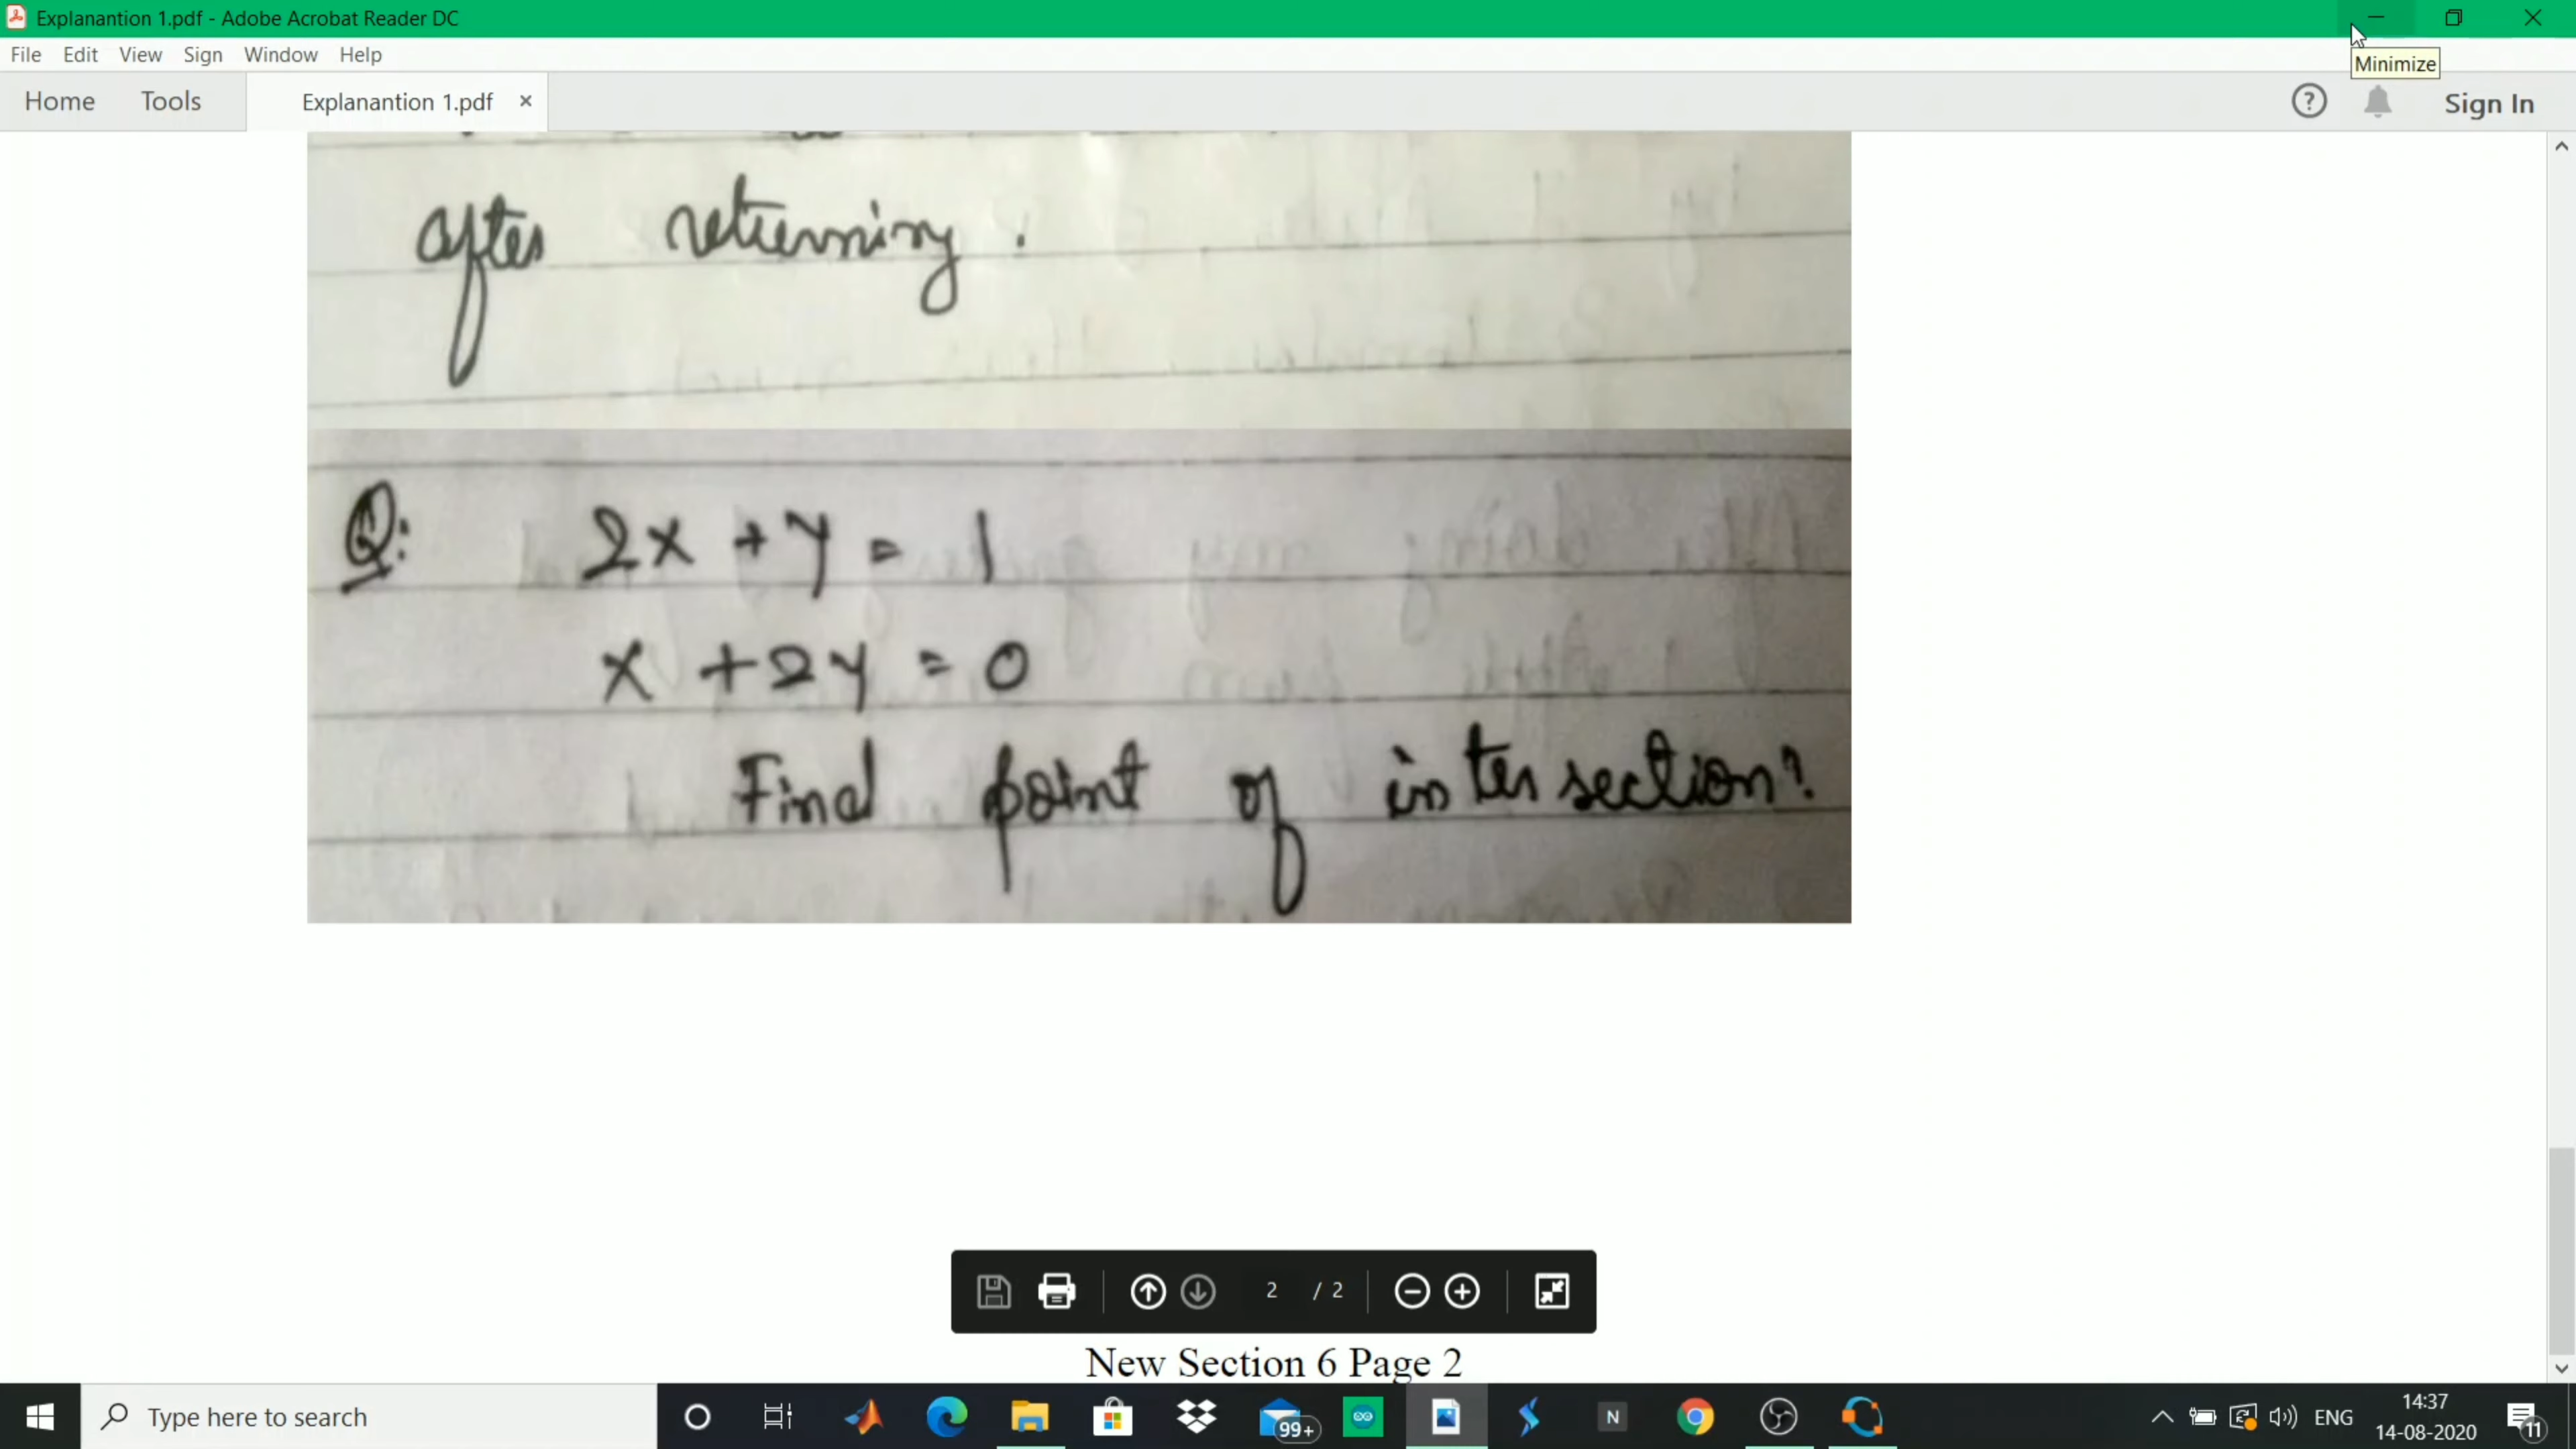 Explanantion 1.pdf - Adobe Acrobat Reader DC
Minimize
File Edit View Sign Window Help
Home Tools Explanantion 1.pdf × Sign In
after returning.
Q: 2x + y = 1
x + 2y = 0
Find point of intersection?
2 / 2
New Section 6 Page 2
Type here to search
99+
N
ENG
14:37
14-08-2020
11